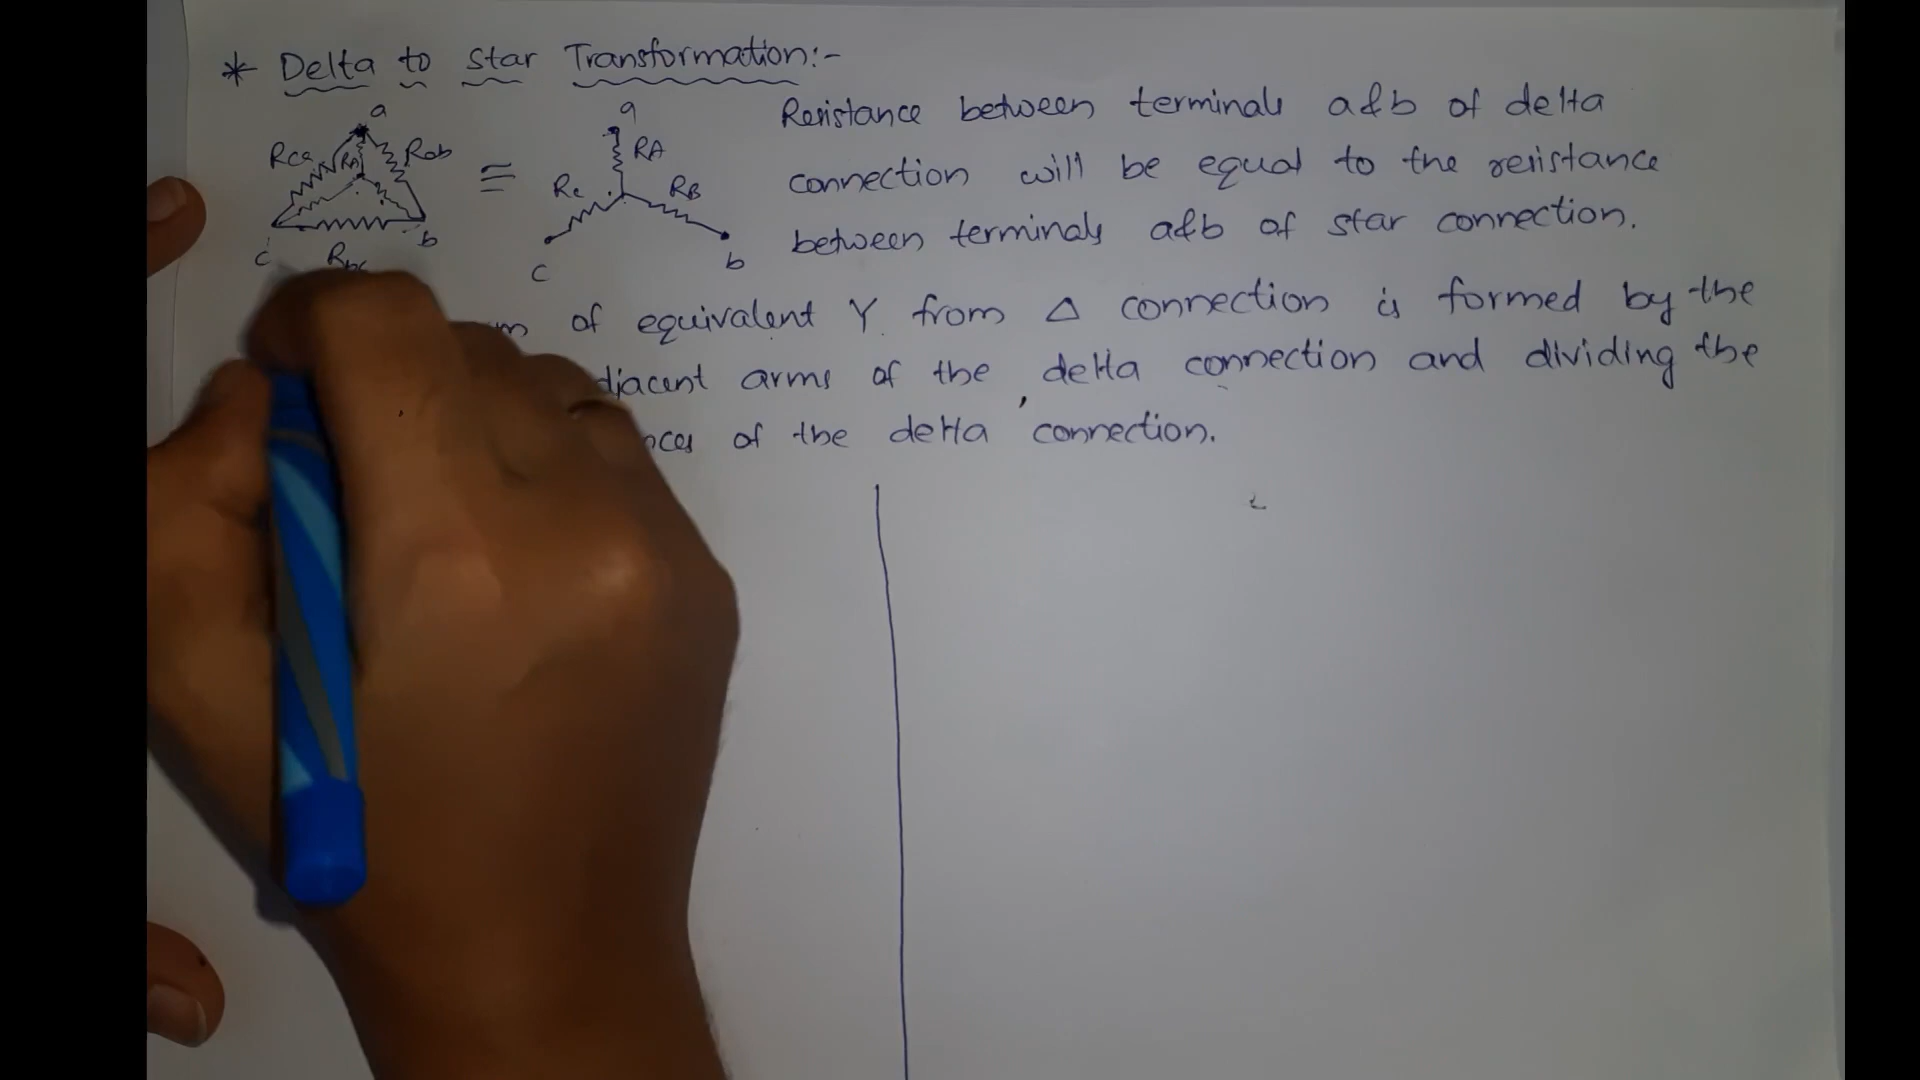 * Delta to Star Transformation:-
a
Rca RA Rab
c b
≡
a
RA
Rc RB
c b
Resistance between terminals a&b of delta
connection will be equal to the resistance
between terminals a&b of star connection.
of equivalent Y from Δ connection is formed by the
arms of the delta connection and dividing the
of the delta connection.